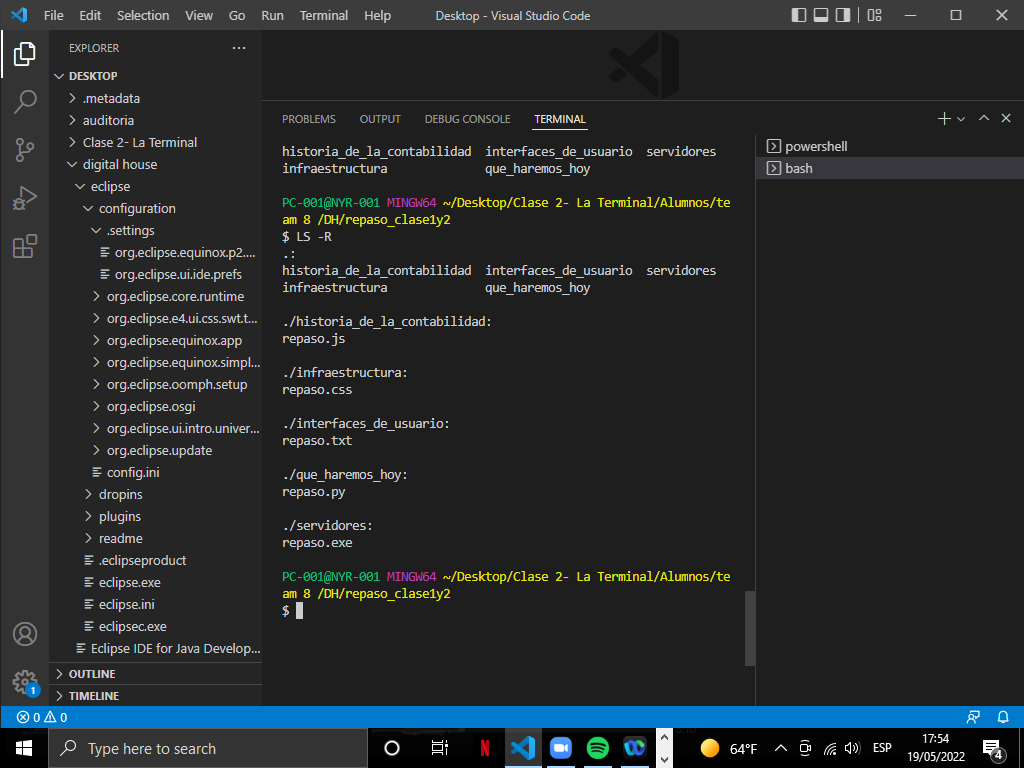 File Edit Selection View Go Run Terminal Help Desktop - Visual Studio Code
EXPLORER
DESKTOP
.metadata
auditoria
Clase 2- La Terminal
digital house
eclipse
configuration
.settings
org.eclipse.equinox.p2....
org.eclipse.ui.ide.prefs
org.eclipse.core.runtime
org.eclipse.e4.ui.css.swt.t...
org.eclipse.equinox.app
org.eclipse.equinox.simpl...
org.eclipse.oomph.setup
org.eclipse.osgi
org.eclipse.ui.intro.univer...
org.eclipse.update
config.ini
dropins
plugins
readme
.eclipseproduct
eclipse.exe
eclipse.ini
eclipsec.exe
Eclipse IDE for Java Develop...
OUTLINE
TIMELINE
1
PROBLEMS OUTPUT DEBUG CONSOLE TERMINAL
historia_de_la_contabilidad interfaces_de_usuario servidores
infraestructura que_haremos_hoy
PC-001@NYR-001 MINGW64 ~/Desktop/Clase 2- La Terminal/Alumnos/te
am 8 /DH/repaso_clase1y2
$ LS -R
.:
historia_de_la_contabilidad interfaces_de_usuario servidores
infraestructura que_haremos_hoy
./historia_de_la_contabilidad:
repaso.js
./infraestructura:
repaso.css
./interfaces_de_usuario:
repaso.txt
./que_haremos_hoy:
repaso.py
./servidores:
repaso.exe
PC-001@NYR-001 MINGW64 ~/Desktop/Clase 2- La Terminal/Alumnos/te
am 8 /DH/repaso_clase1y2
$
powershell
bash
0 0
Type here to search
N
64°F
ESP
17:54
19/05/2022
4